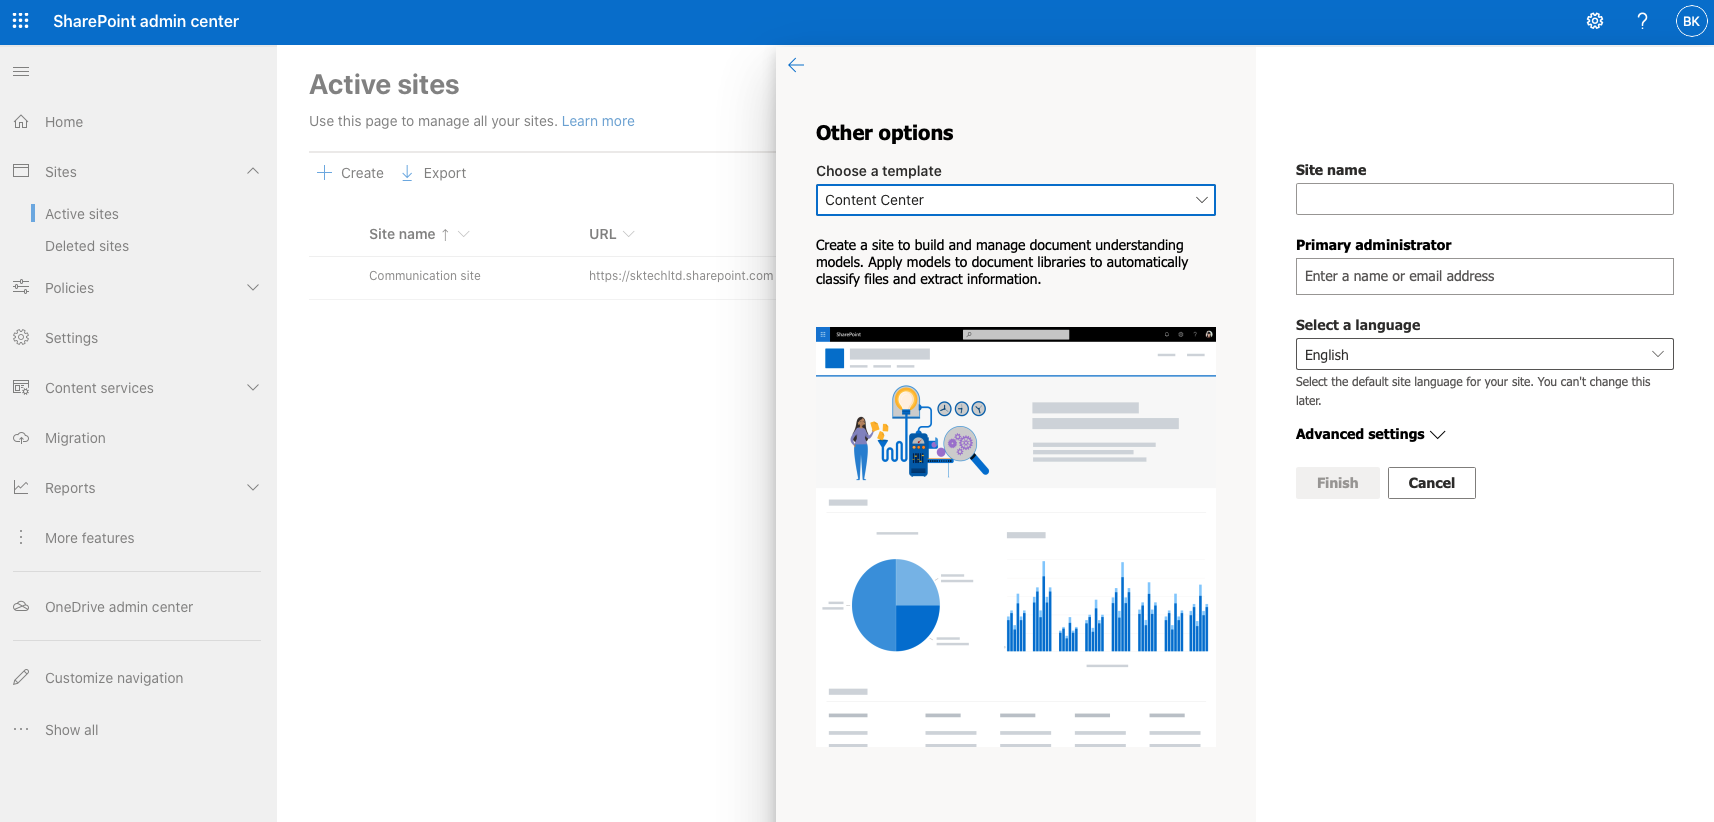 SharePoint admin center
BK
Home
Sites
Active sites
Deleted sites
Policies
Settings
Content services
Migration
Reports
More features
OneDrive admin center
Customize navigation
Show all
Active sites
Use this page to manage all your sites. Learn more
Create
Export
Site name
URL
Communication site
https://sktechltd.sharepoint.com
Other options
Choose a template
Content Center
Create a site to build and manage document understanding
models. Apply models to document libraries to automatically
classify files and extract information.
SharePoint
Site name
Primary administrator
Enter a name or email address
Select a language
English
Select the default site language for your site. You can't change this
later.
Advanced settings
Finish
Cancel